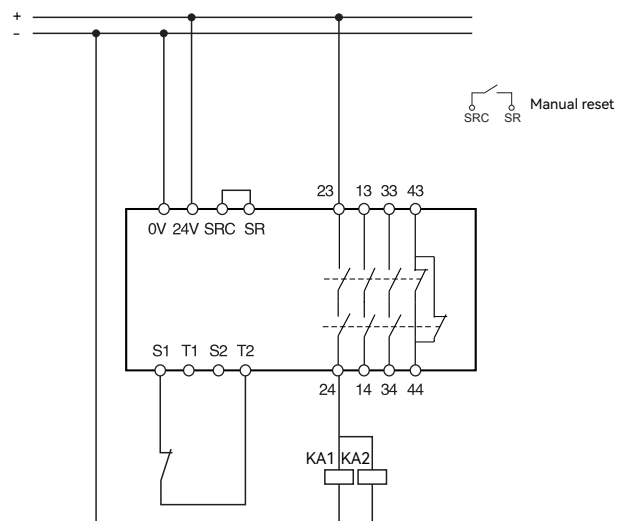 +
-
Manual reset
SRC SR
23 13 33 43
0V 24V SRC SR
S1 T1 S2 T2
24 14 34 44
KA1 KA2